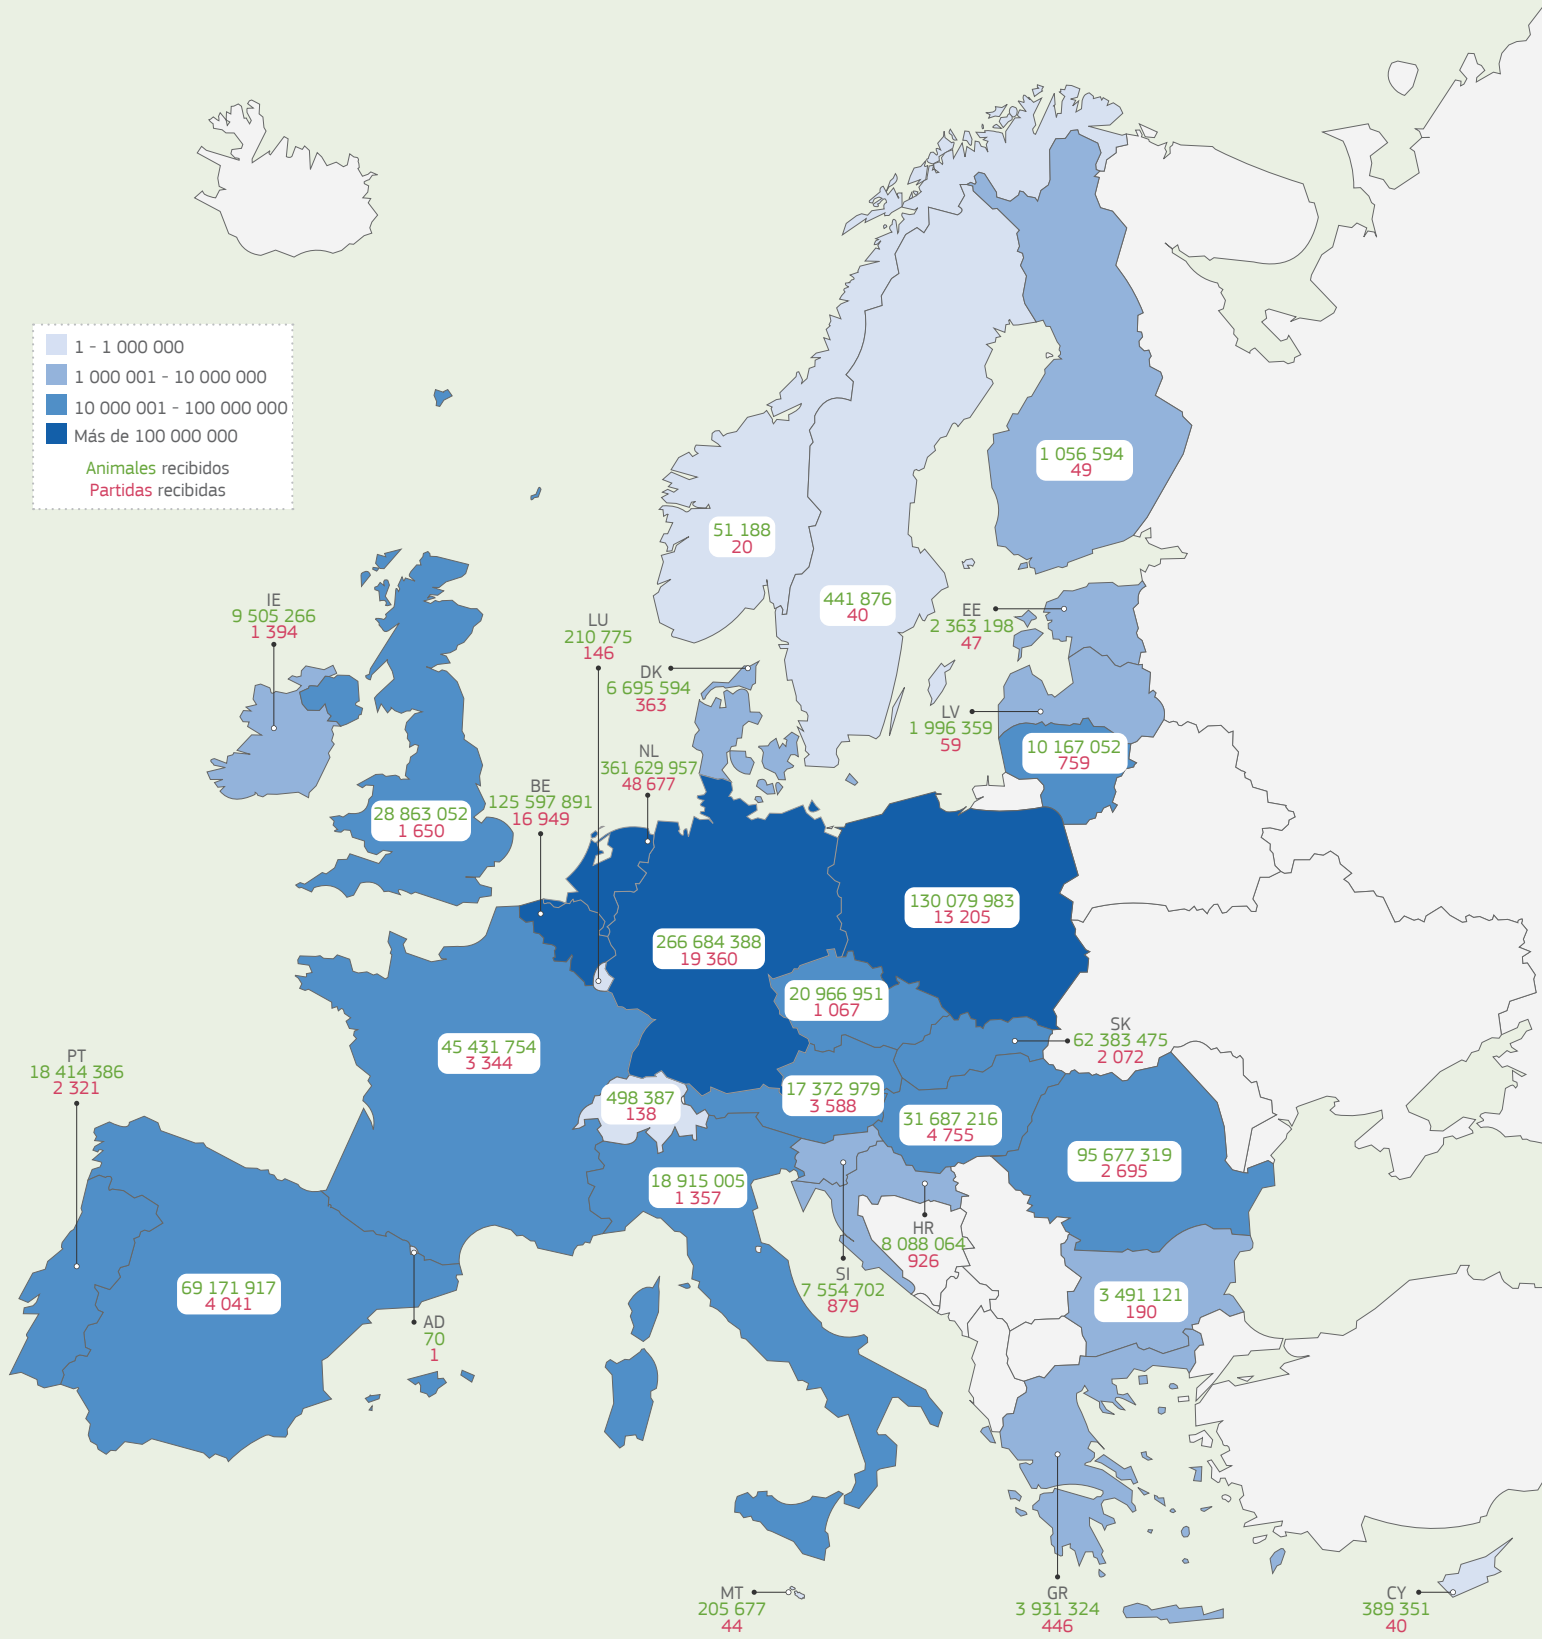 1 - 1 000 000
1 000 001 - 10 000 000
10 000 001 - 100 000 000
Más de 100 000 000
Animales recibidos
Partidas recibidas
1 056 594
49
51 188
20
441 876
40
IE
9 505 266
1 394
LU
210 775
146
EE
2 363 198
47
DK
6 695 594
363
LV
1 996 359
59
10 167 052
759
NL
361 629 957
48 677
BE
125 597 891
16 949
28 863 052
1 650
130 079 983
13 205
266 684 388
19 360
20 966 951
1 067
SK
62 383 475
2 072
45 431 754
3 344
PT
18 414 386
2 321
498 387
138
17 372 979
3 588
31 687 216
4 755
95 677 319
2 695
18 915 005
1 357
HR
8 088 064
926
SI
7 554 702
879
69 171 917
4 041
3 491 121
190
AD
70
1
MT
205 677
44
GR
3 931 324
446
CY
389 351
40